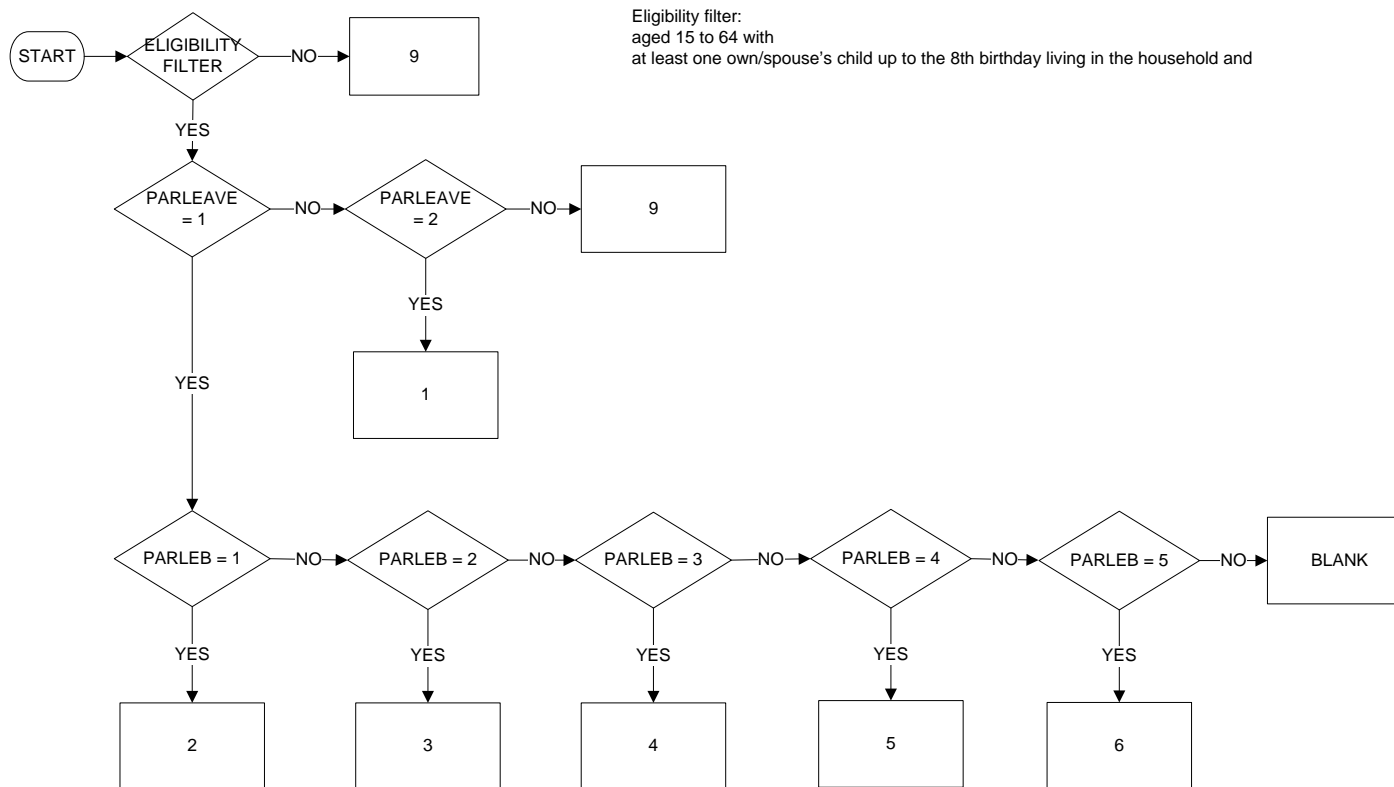 Eligibility filter:
aged 15 to 64 with
at least one own/spouse's child up to the 8th birthday living in the household and
START
ELIGIBILITY
FILTER
NO
9
YES
PARLEAVE
= 1
NO
PARLEAVE
= 2
NO
9
YES
YES
1
PARLEB = 1
NO
PARLEB = 2
NO
PARLEB = 3
NO
PARLEB = 4
NO
PARLEB = 5
NO
BLANK
YES
YES
YES
YES
YES
2
3
4
5
6